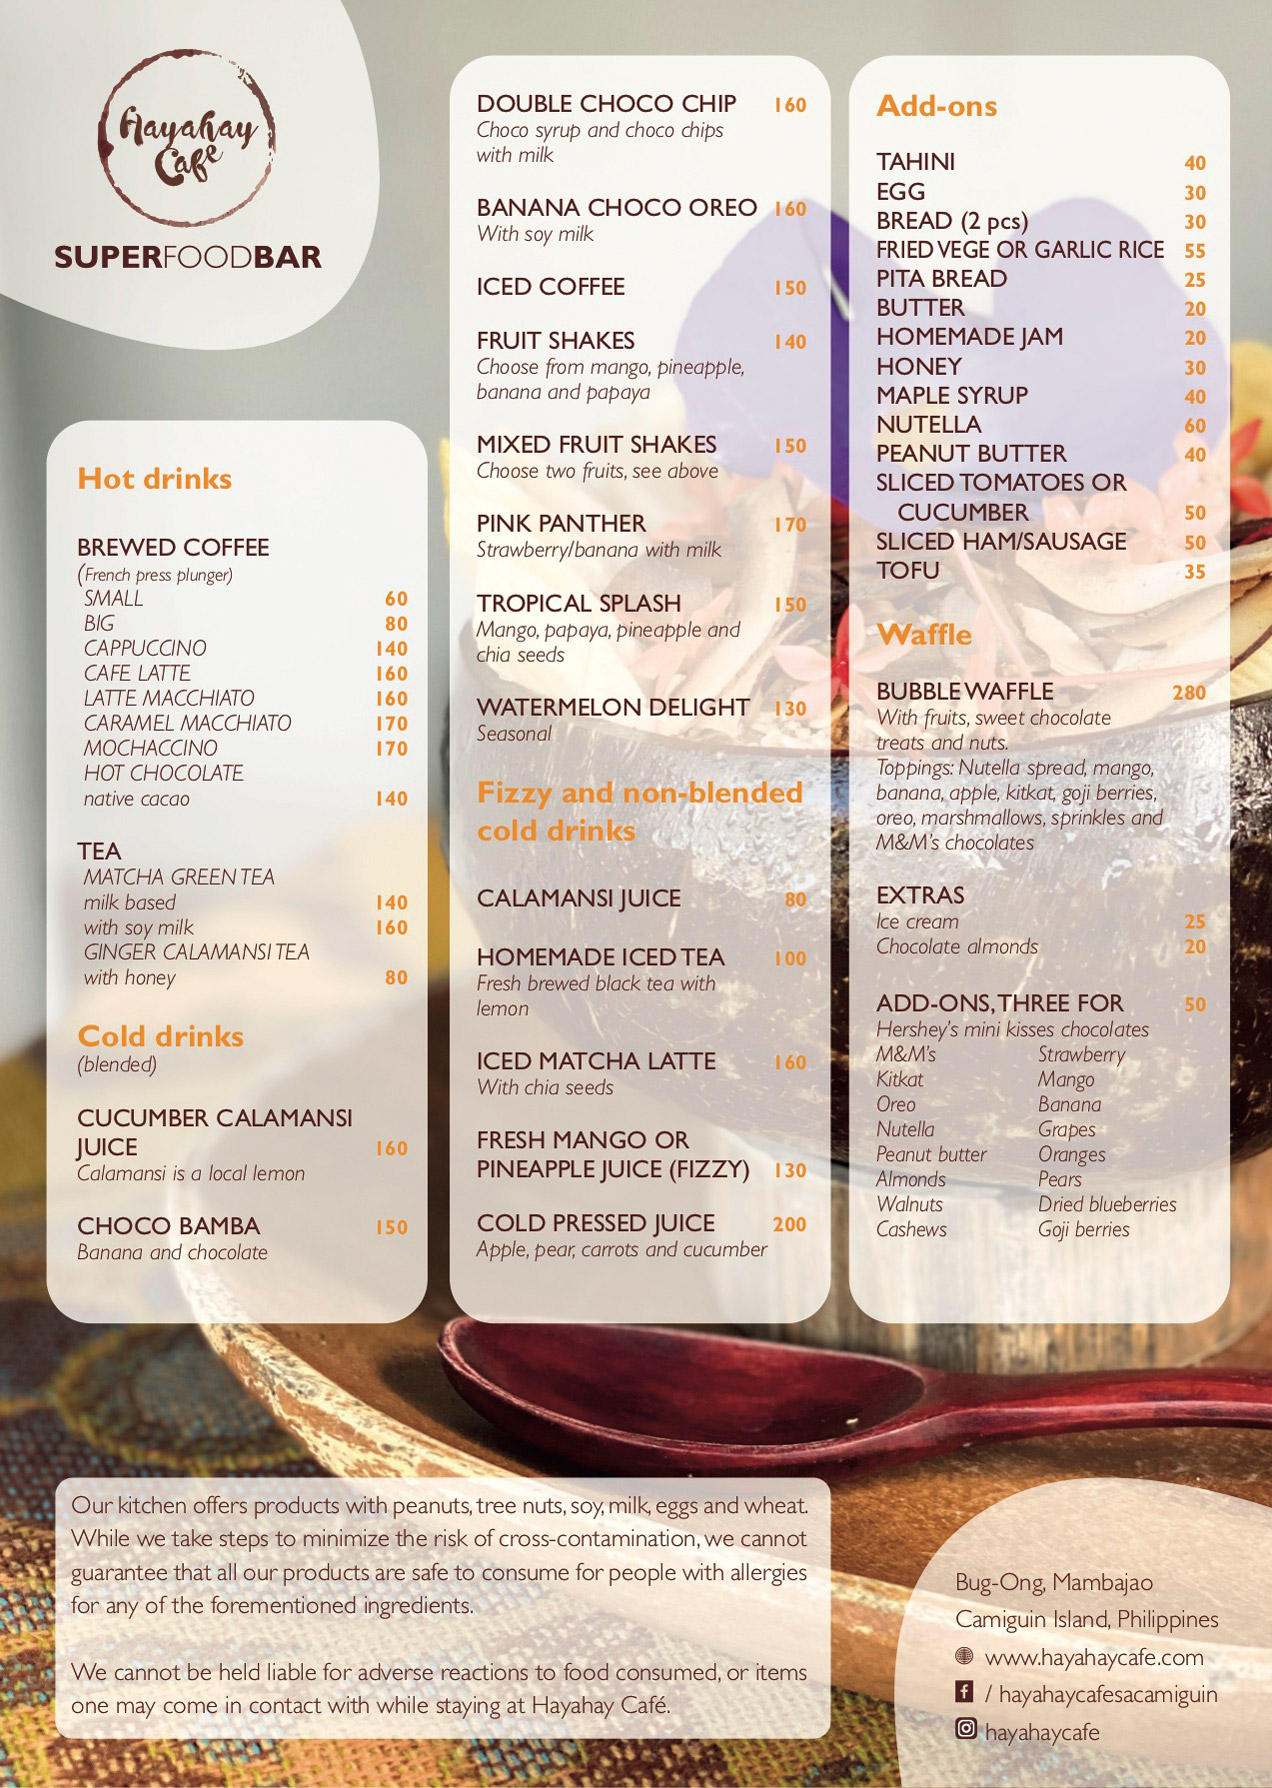 Hayahay
Cafe
SUPERFOODBAR
Hot drinks
BREWED COFFEE
(French press plunger)
SMALL 60
BIG 80
CAPPUCCINO 140
CAFE LATTE 160
LATTE MACCHIATO 160
CARAMEL MACCHIATO 170
MOCHACCINO 170
HOT CHOCOLATE
native cacao 140
TEA
MATCHA GREEN TEA
milk based 140
with soy milk 160
GINGER CALAMANSI TEA
with honey 80
Cold drinks
(blended)
CUCUMBER CALAMANSI
JUICE 160
Calamansi is a local lemon
CHOCO BAMBA 150
Banana and chocolate
DOUBLE CHOCO CHIP 160
Choco syrup and choco chips
with milk
BANANA CHOCO OREO 160
With soy milk
ICED COFFEE 150
FRUIT SHAKES 140
Choose from mango, pineapple,
banana and papaya
MIXED FRUIT SHAKES 150
Choose two fruits, see above
PINK PANTHER 170
Strawberry/banana with milk
TROPICAL SPLASH 150
Mango, papaya, pineapple and
chia seeds
WATERMELON DELIGHT 130
Seasonal
Fizzy and non-blended
cold drinks
CALAMANSI JUICE 80
HOMEMADE ICED TEA 100
Fresh brewed black tea with
lemon
ICED MATCHA LATTE 160
With chia seeds
FRESH MANGO OR
PINEAPPLE JUICE (FIZZY) 130
COLD PRESSED JUICE 200
Apple, pear, carrots and cucumber
Add-ons
TAHINI 40
EGG 30
BREAD (2 pcs) 30
FRIED VEGE OR GARLIC RICE 55
PITA BREAD 25
BUTTER 20
HOMEMADE JAM 20
HONEY 30
MAPLE SYRUP 40
NUTELLA 60
PEANUT BUTTER 40
SLICED TOMATOES OR
CUCUMBER 50
SLICED HAM/SAUSAGE 50
TOFU 35
Waffle
BUBBLE WAFFLE 280
With fruits, sweet chocolate
treats and nuts.
Toppings: Nutella spread, mango,
banana, apple, kitkat, goji berries,
oreo, marshmallows, sprinkles and
M&M's chocolates
EXTRAS
Ice cream 25
Chocolate almonds 20
ADD-ONS, THREE FOR 50
Hershey's mini kisses chocolates
M&M's Strawberry
Kitkat Mango
Oreo Banana
Nutella Grapes
Peanut butter Oranges
Almonds Pears
Walnuts Dried blueberries
Cashews Goji berries
Our kitchen offers products with peanuts, tree nuts, soy, milk, eggs and wheat.
While we take steps to minimize the risk of cross-contamination, we cannot
guarantee that all our products are safe to consume for people with allergies
for any of the forementioned ingredients.
We cannot be held liable for adverse reactions to food consumed, or items
one may come in contact with while staying at Hayahay Café.
Bug-Ong, Mambajao
Camiguin Island, Philippines
www.hayahaycafe.com
/ hayahaycafesacamiguin
hayahaycafe